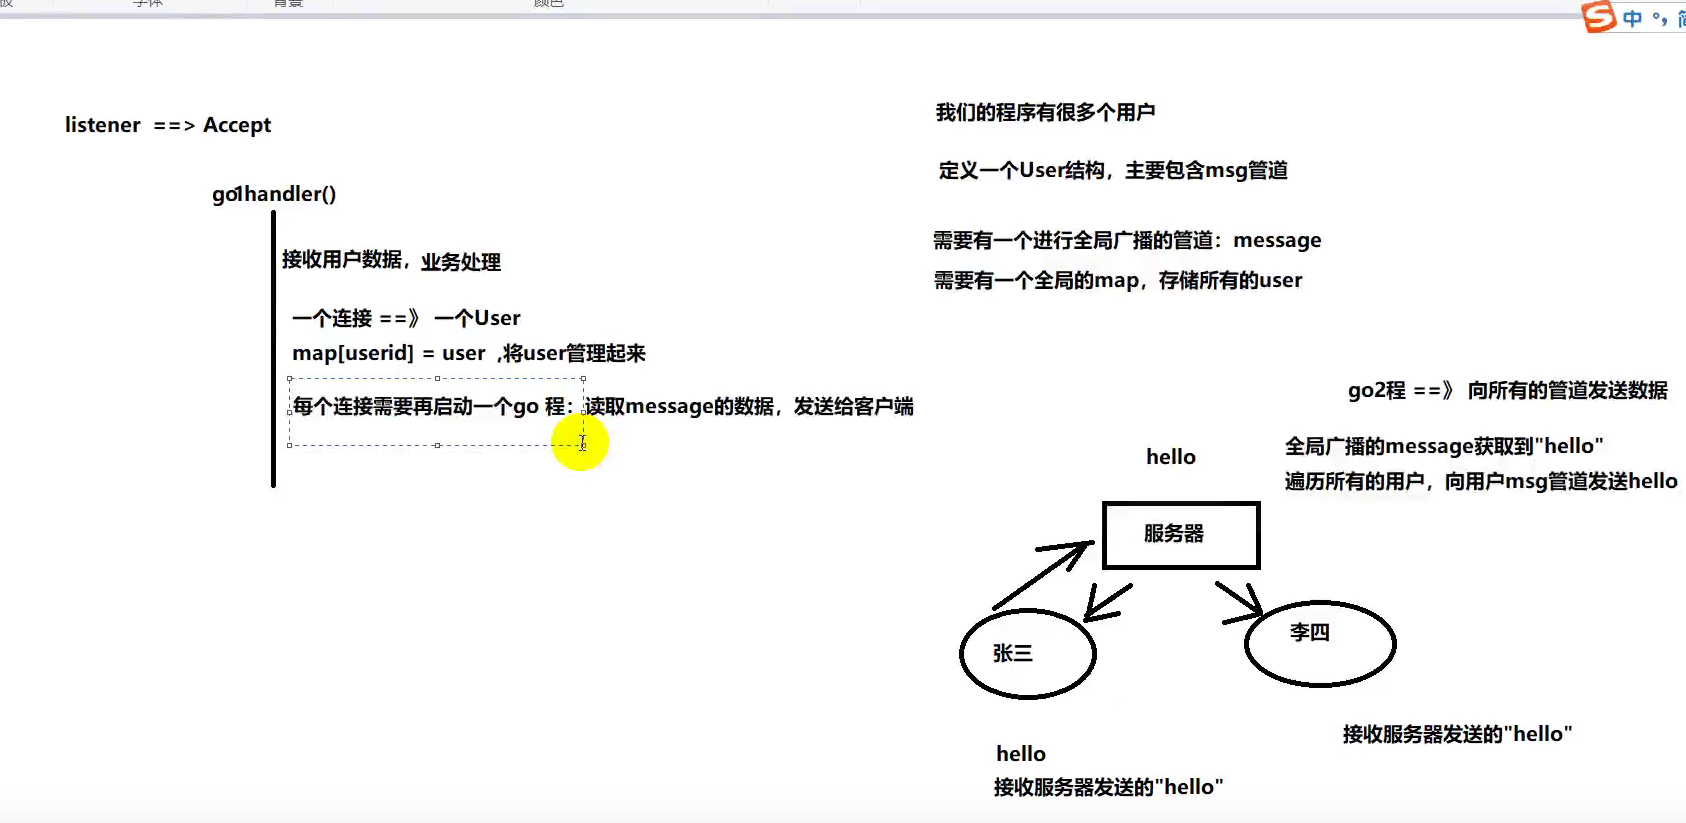 字体
颜色
中
listener ==> Accept
go1handler()
接收用户数据，业务处理
一个连接 ==》 一个User
map[userid] = user ,将user管理起来
每个连接需要再启动一个go 程：读取message的数据，发送给客户端
我们的程序有很多个用户
定义一个User结构，主要包含msg管道
需要有一个进行全局广播的管道：message
需要有一个全局的map，存储所有的user
go2程 ==》 向所有的管道发送数据
全局广播的message获取到"hello"
遍历所有的用户，向用户msg管道发送hello
hello
服务器
张三
李四
hello
接收服务器发送的"hello"
接收服务器发送的"hello"